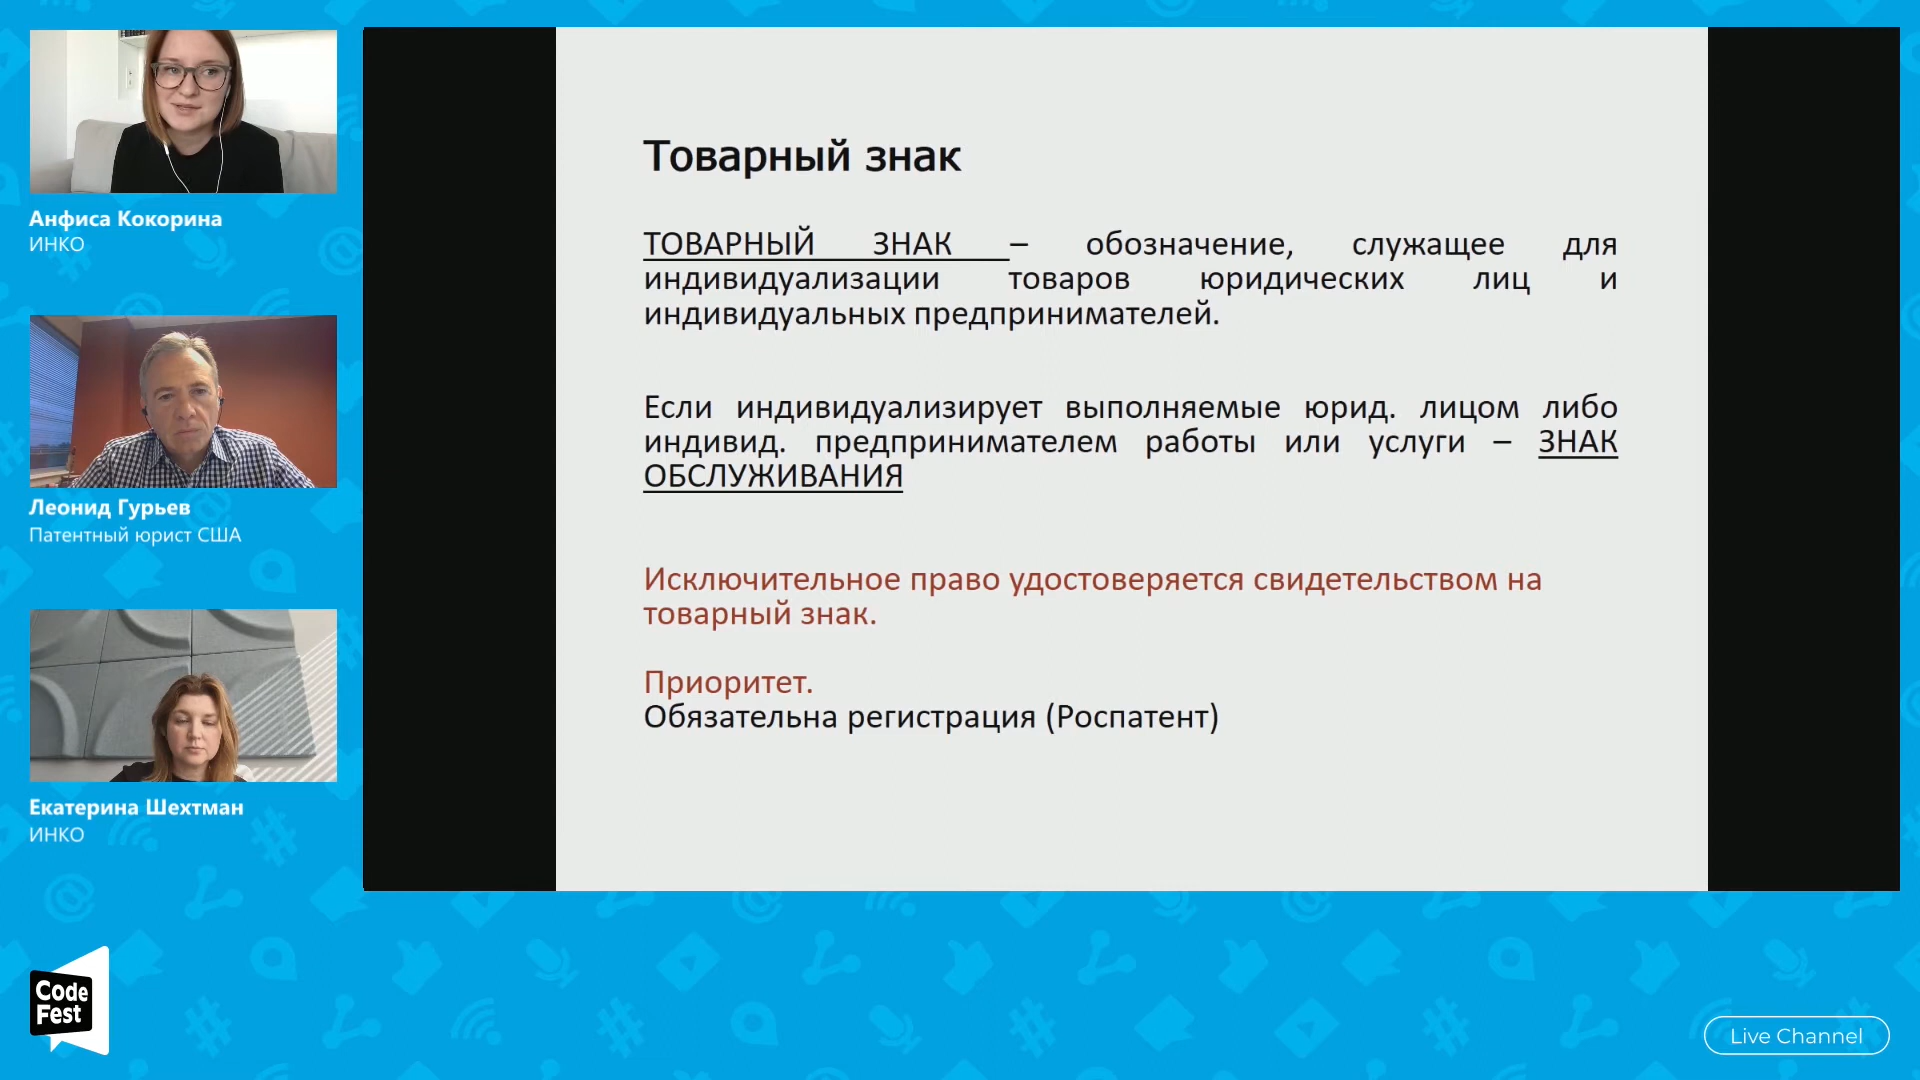 Анфиса Кокорина
ИНКО
Леонид Гурьев
Патентный юрист США
Екатерина Шехтман
ИНКО
Товарный знак
ТОВАРНЫЙ ЗНАК – обозначение, служащее для
индивидуализации товаров юридических лиц и
индивидуальных предпринимателей.
Если индивидуализирует выполняемые юрид. лицом либо
индивид. предпринимателем работы или услуги – ЗНАК
ОБСЛУЖИВАНИЯ
Исключительное право удостоверяется свидетельством на
товарный знак.
Приоритет.
Обязательна регистрация (Роспатент)
Code
Fest
Live Channel